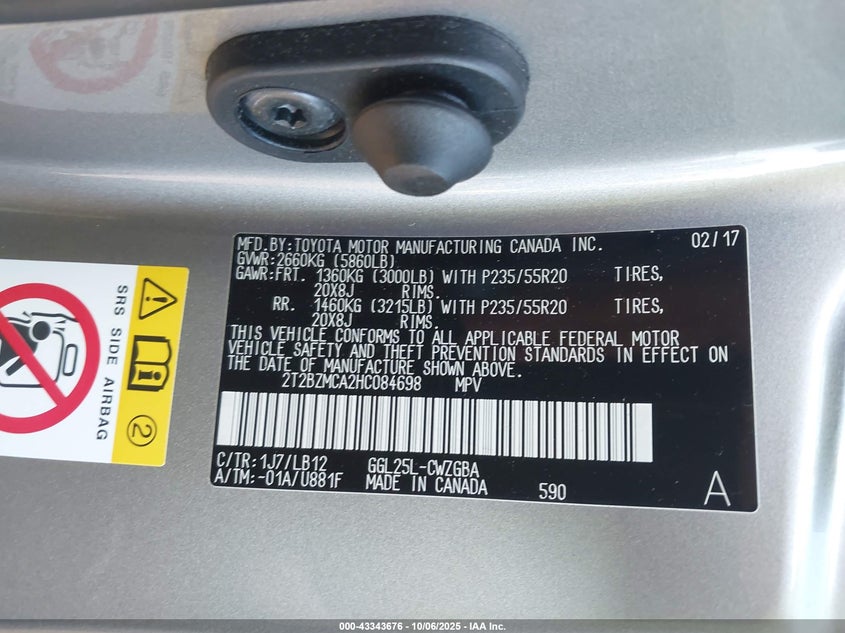 MFD.BY:TOYOTA MOTOR MANUFACTURING CANADA INC. 02/17
GVWR:2660KG (5860LB)
GAWR:FRT. 1360KG (3000LB) WITH P235/55R20 TIRES,
20X8J RIMS.
RR. 1460KG (3215LB) WITH P235/55R20 TIRES,
20X8J RIMS.
THIS VEHICLE CONFORMS TO ALL APPLICABLE FEDERAL MOTOR
VEHICLE SAFETY AND THEFT PREVENTION STANDARDS IN EFFECT ON
THE DATE OF MANUFACTURE SHOWN ABOVE.
2T2BZMCA2HC084698 MPV
C/TR:1J7/LB12 GGL25L-CWZGBA
A/TM:-01A/U881F MADE IN CANADA 590 A
SRS SIDE AIRBAG
2
000-43343676 - 10/06/2025 - IAA Inc.